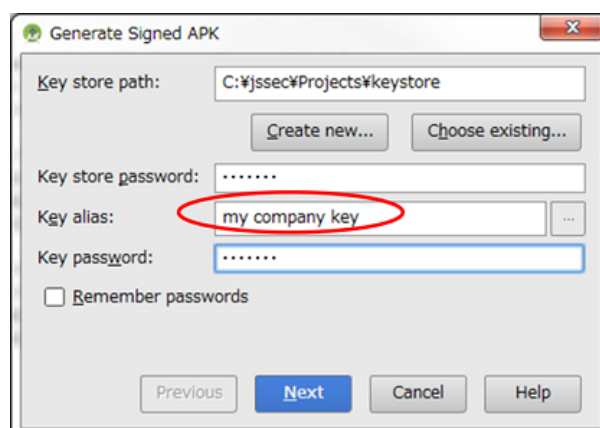 Generate Signed APK
Key store path: C:¥jssec¥Projects¥keystore
Create new... Choose existing...
Key store password: •••••••
Key alias: my company key ...
Key password: •••••••
Remember passwords
Previous Next Cancel Help